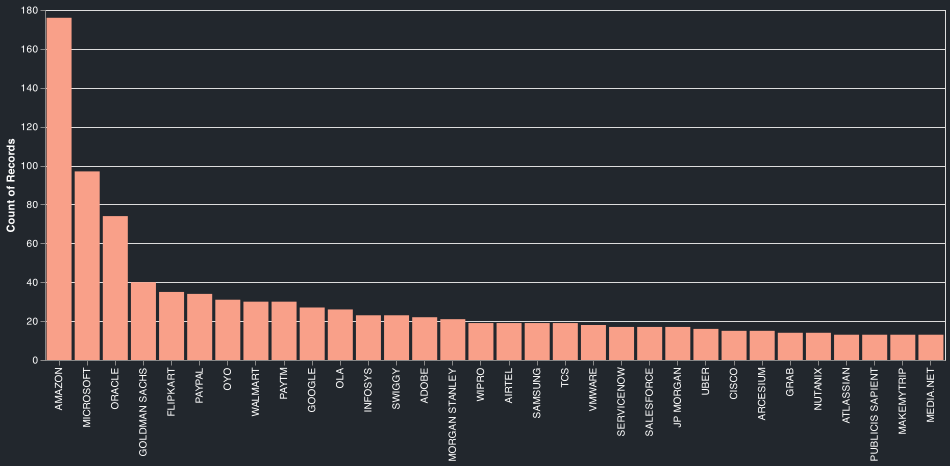 180
160
140
120
100
80
60
40
20
0
Count of Records
AMAZON
MICROSOFT
ORACLE
GOLDMAN SACHS
FLIPKART
PAYPAL
OYO
WALMART
PAYTM
GOOGLE
OLA
INFOSYS
SWIGGY
ADOBE
MORGAN STANLEY
WIPRO
AIRTEL
SAMSUNG
TCS
VMWARE
SERVICENOW
SALESFORCE
JP MORGAN
UBER
CISCO
ARCESIUM
GRAB
NUTANIX
ATLASSIAN
PUBLICIS SAPIENT
MAKEMYTRIP
MEDIA.NET